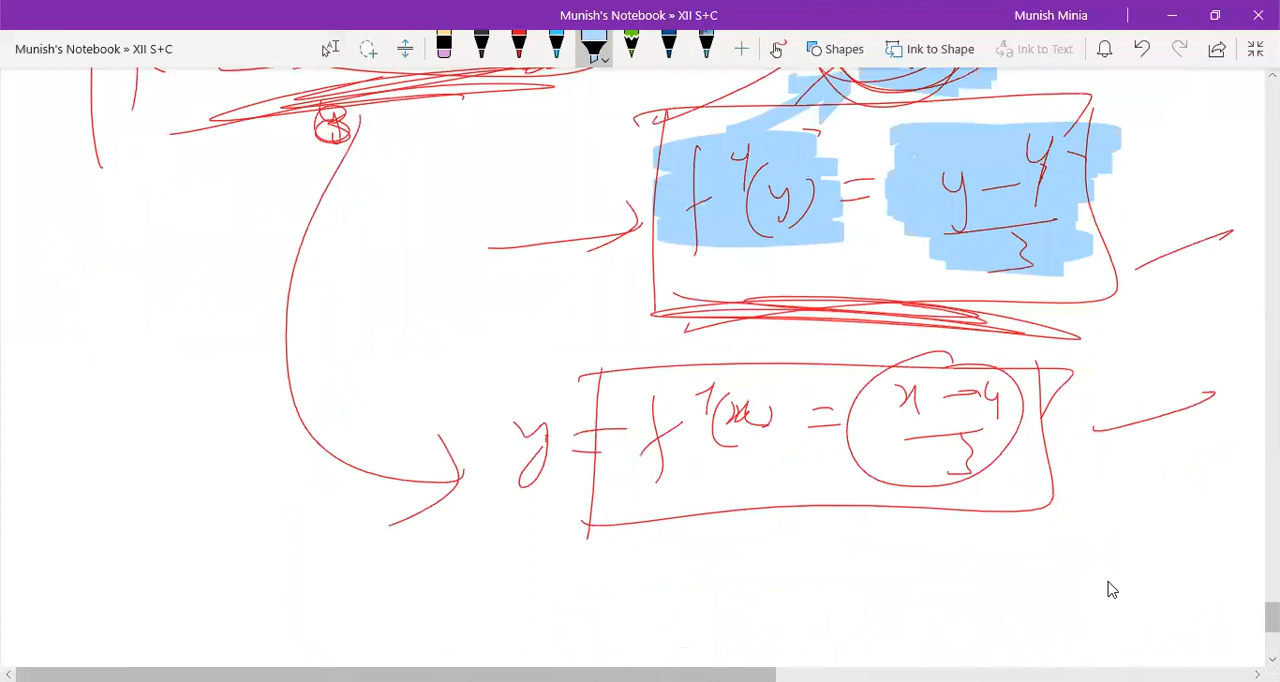 Munish's Notebook » XII S+C
Munish Minia
Munish's Notebook » XII S+C
Shapes
Ink to Shape
Ink to Text
f⁻¹(y) = y - 4 / 3
y = f⁻¹(x) = x - 4 / 3